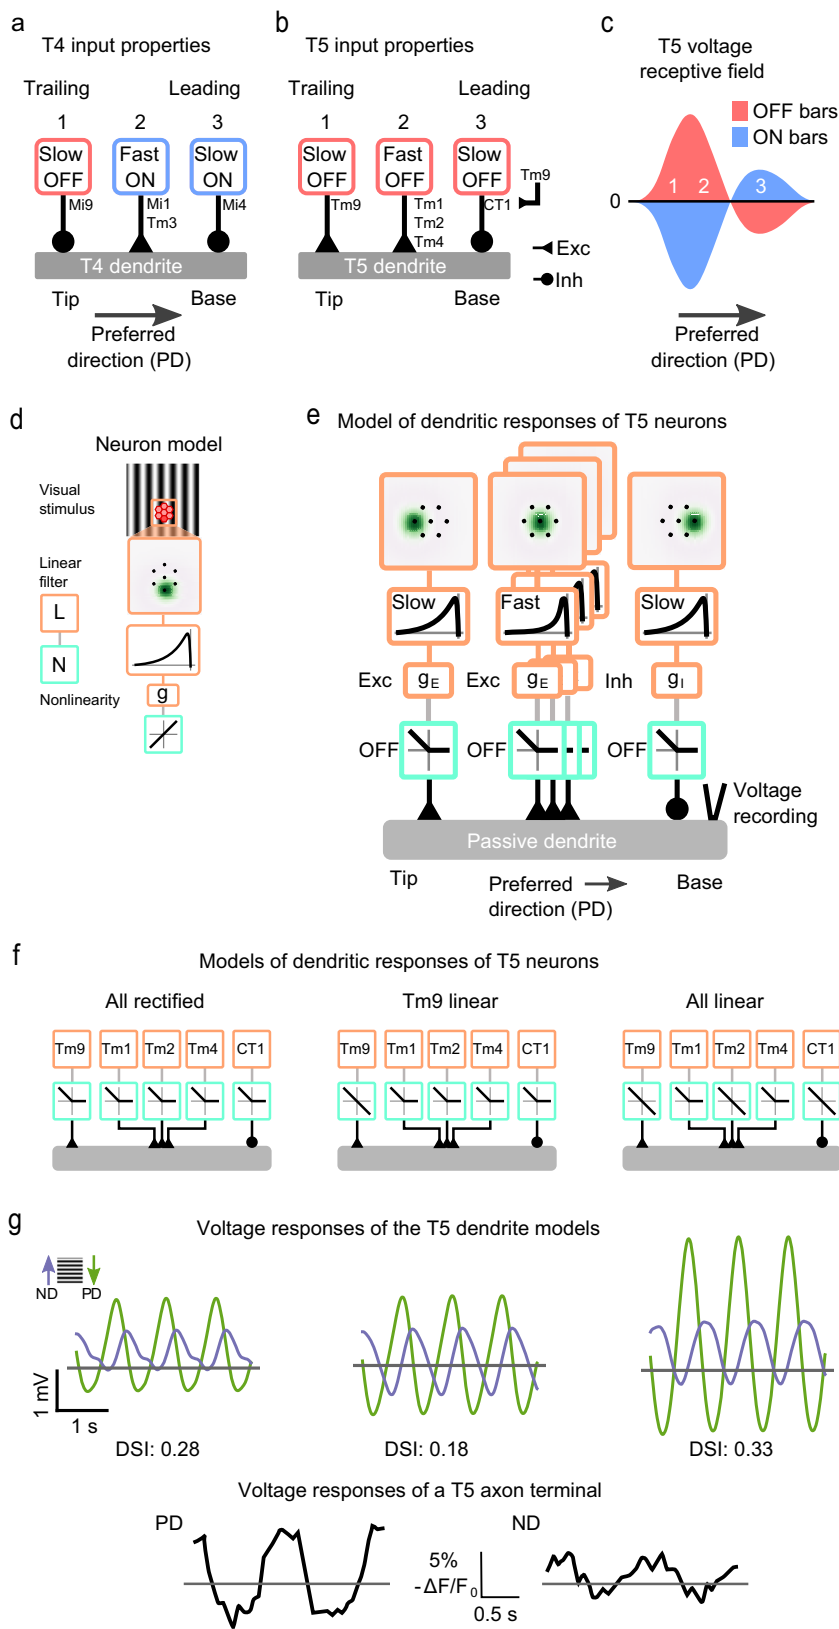 a
T4 input properties
Trailing
Leading
1
2
3
Slow OFF
Fast ON
Slow ON
Mi9
Mi1
Tm3
Mi4
T4 dendrite
Tip
Base
Preferred
direction (PD)
b
T5 input properties
Trailing
Leading
1
2
3
Slow OFF
Fast OFF
Slow OFF
Tm9
Tm9
Tm1
Tm2
Tm4
CT1
Exc
Inh
T5 dendrite
Tip
Base
c
T5 voltage
receptive field
OFF bars
ON bars
0
1 2 3
Preferred
direction (PD)
d
Neuron model
Visual
stimulus
Linear
filter
L
N
Nonlinearity
g
e
Model of dendritic responses of T5 neurons
Slow
Fast
Slow
Exc
gE
Exc
gE
Inh
gI
OFF
OFF
OFF
Voltage
recording
Passive dendrite
Tip
Preferred
direction (PD)
Base
f
Models of dendritic responses of T5 neurons
All rectified
Tm9 linear
All linear
Tm9 Tm1 Tm2 Tm4 CT1
Tm9 Tm1 Tm2 Tm4 CT1
Tm9 Tm1 Tm2 Tm4 CT1
g
Voltage responses of the T5 dendrite models
ND PD
1 mV
1 s
DSI: 0.28
DSI: 0.18
DSI: 0.33
Voltage responses of a T5 axon terminal
PD
ND
5%
-ΔF/F0
0.5 s